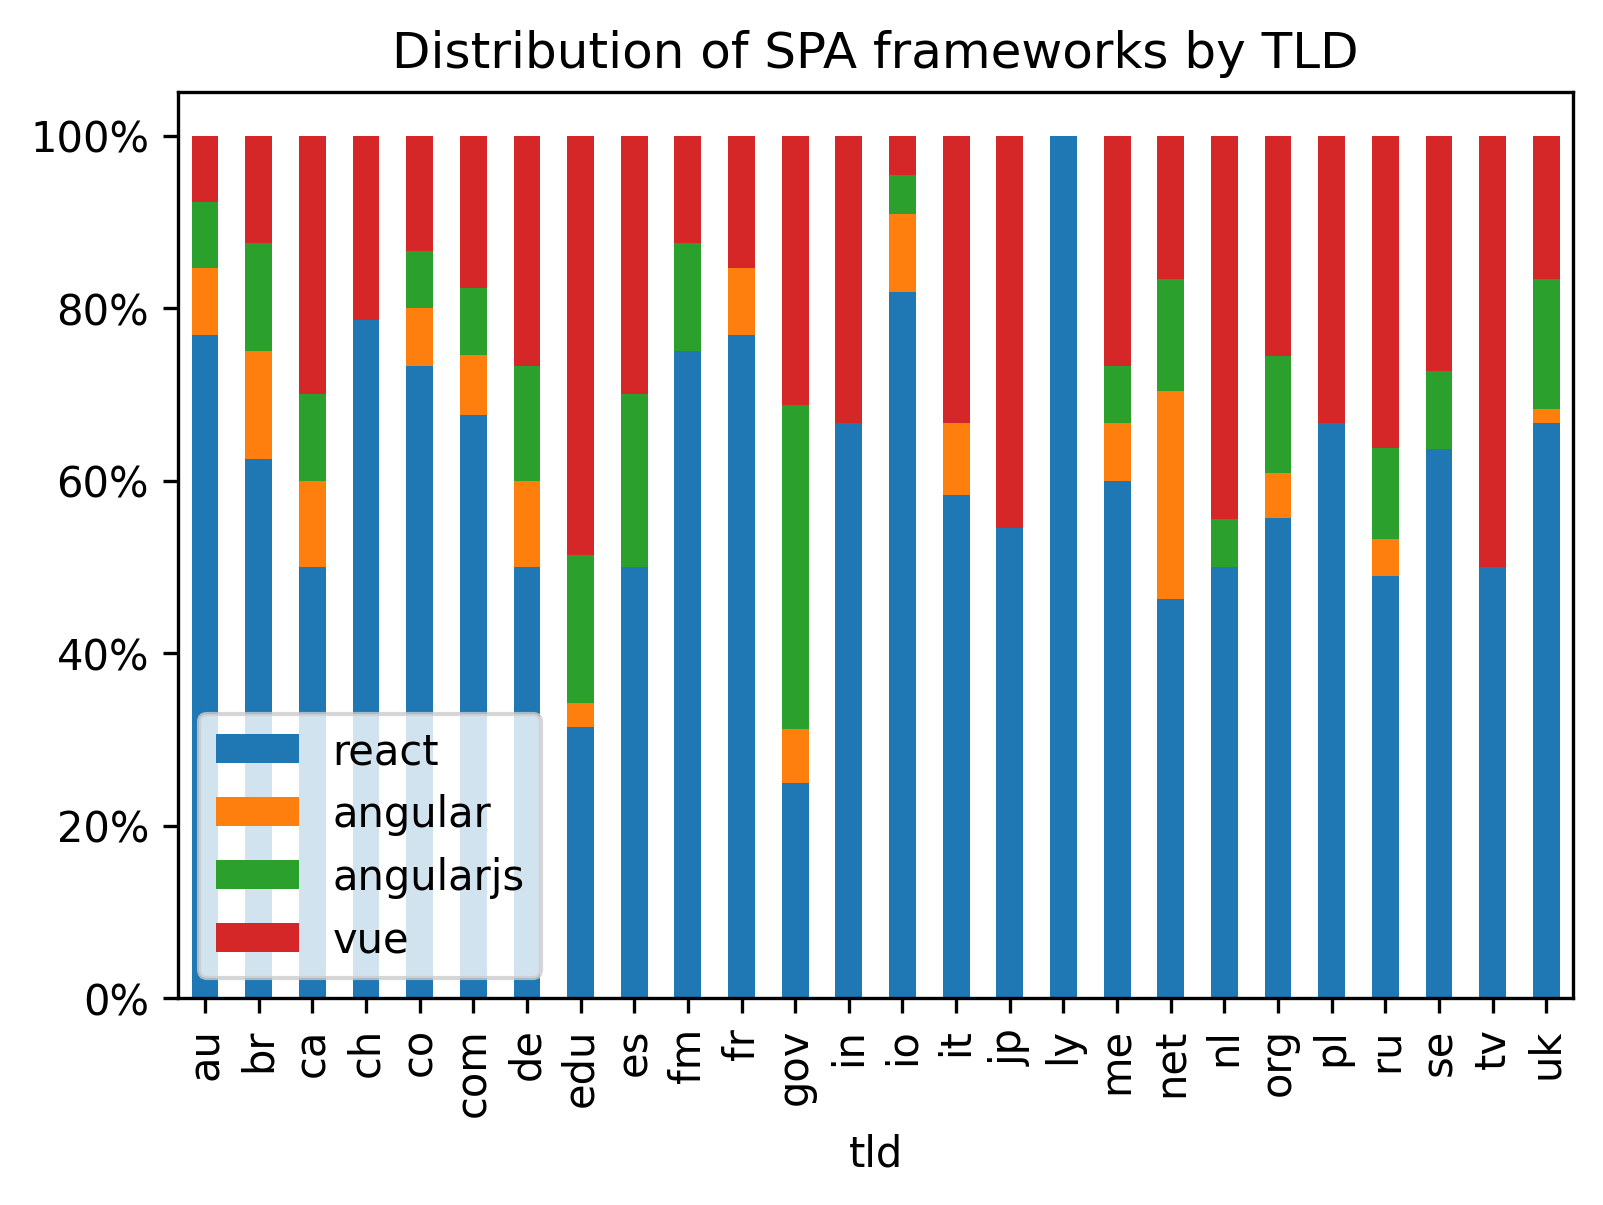 Distribution of SPA frameworks by TLD
100%
80%
60%
40%
20%
0%
react
angular
angularjs
vue
au br ca ch co com de edu es fm fr gov in io it jp ly me net nl org pl ru se tv uk
tld